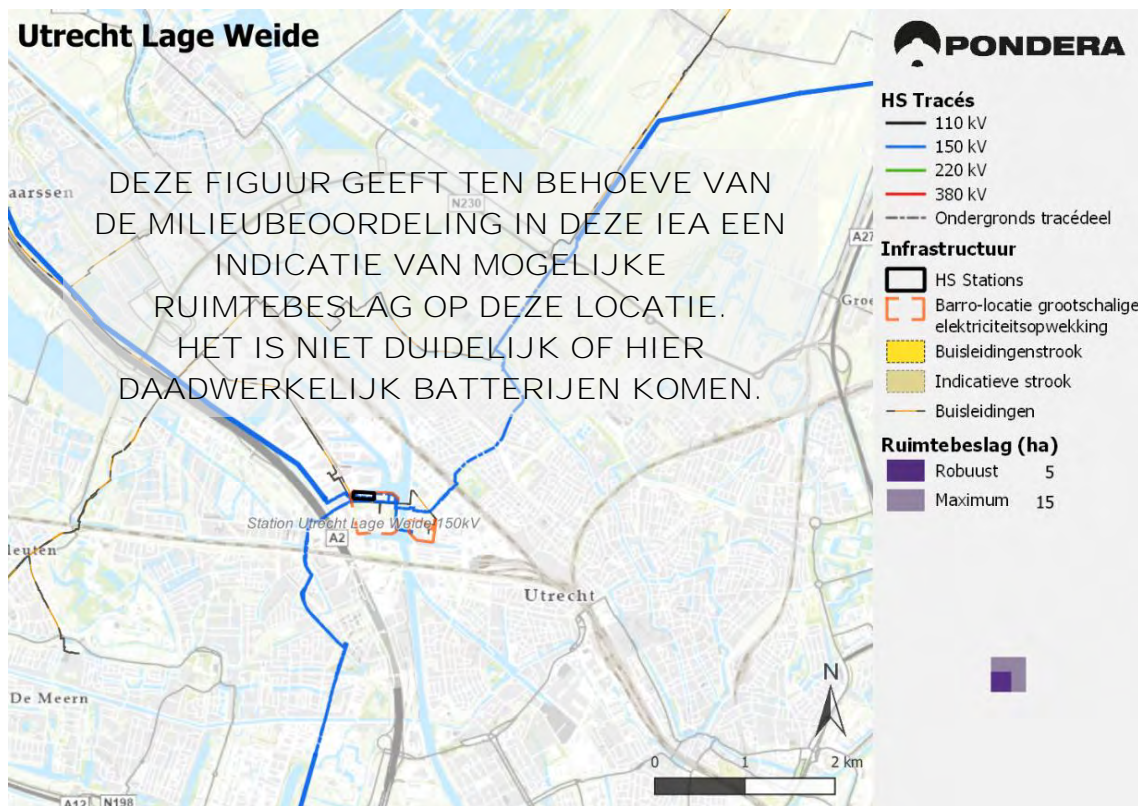 Utrecht Lage Weide
DEZE FIGUUR GEEFT TEN BEHOEVE VAN
DE MILIEUBEOORDELING IN DEZE IEA EEN
INDICATIE VAN MOGELIJKE
RUIMTEBESLAG OP DEZE LOCATIE.
HET IS NIET DUIDELIJK OF HIER
DAADWERKELIJK BATTERIJEN KOMEN.
aarssen
N230
A27
Groe
Station Utrecht Lage Weide 150kV
A2
leuten
Utrecht
De Meern
A12
N198
N
0 1 2 km
PONDERA
HS Tracés
110 kV
150 kV
220 kV
380 kV
Ondergronds tracédeel
Infrastructuur
HS Stations
Barro-locatie grootschalige
elektriciteitsopwekking
Buisleidingenstrook
Indicatieve strook
Buisleidingen
Ruimtebeslag (ha)
Robuust 5
Maximum 15